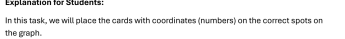 Explanation for Students:
In this task, we will place the cards with coordinates (numbers) on the correct spots on
the graph.